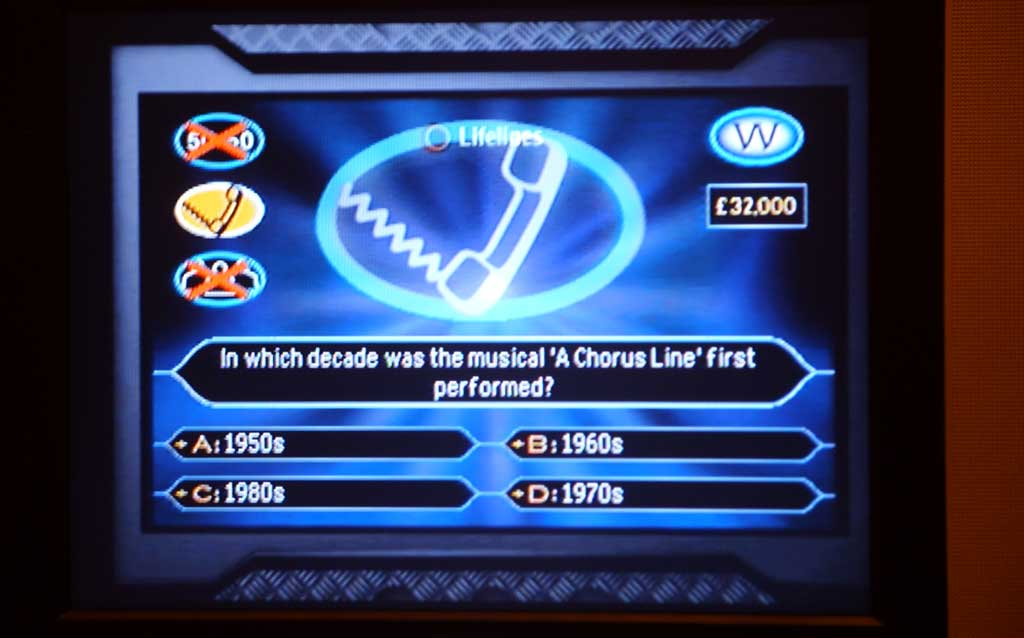 Lifelines
W
£32,000
In which decade was the musical 'A Chorus Line' first
performed?
A: 1950s
B: 1960s
C: 1980s
D: 1970s